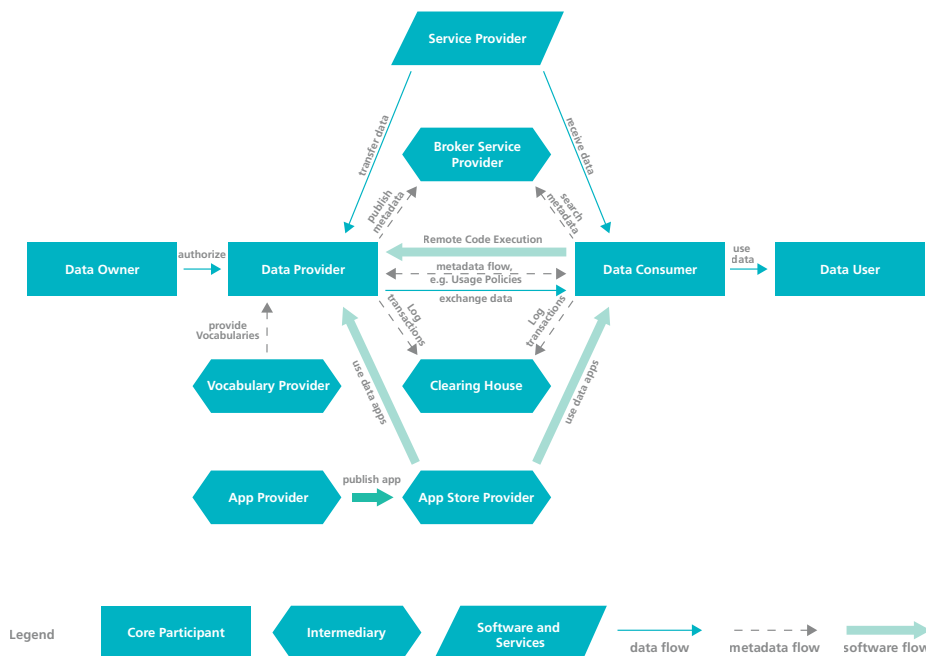 Service Provider
transfer data
receive data
Broker Service
Provider
publish
metadata
search
metadata
Remote Code Execution
Data Owner
authorize
Data Provider
metadata flow,
e.g. Usage Policies
exchange data
Data Consumer
use
data
Data User
provide
Vocabularies
Log
transactions
Log
transactions
Vocabulary Provider
use data apps
Clearing House
use data apps
App Provider
publish app
App Store Provider
Legend
Core Participant
Intermediary
Software and
Services
data flow
metadata flow
software flow